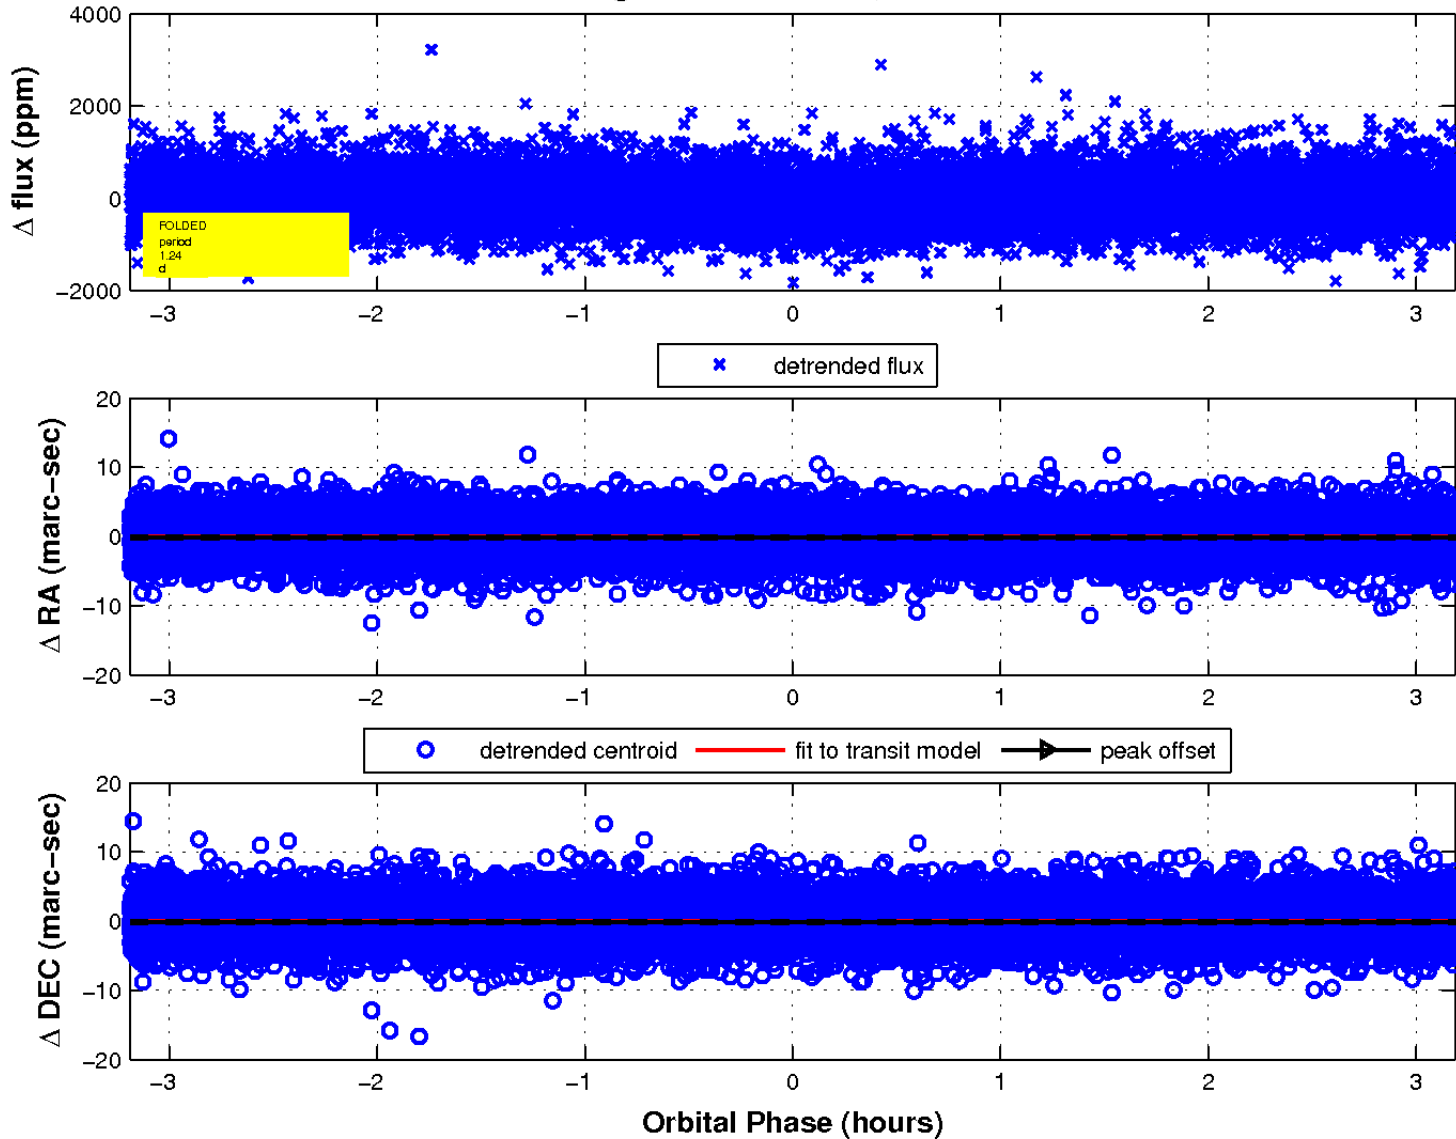 4000
2000
0
−2000
Δ flux (ppm)
FOLDED
period
1.24
d
−3 −2 −1 0 1 2 3
detrended flux
20
10
0
−10
−20
Δ RA (marc−sec)
−3 −2 −1 0 1 2 3
detrended centroid fit to transit model peak offset
20
10
0
−10
−20
Δ DEC (marc−sec)
−3 −2 −1 0 1 2 3
Orbital Phase (hours)